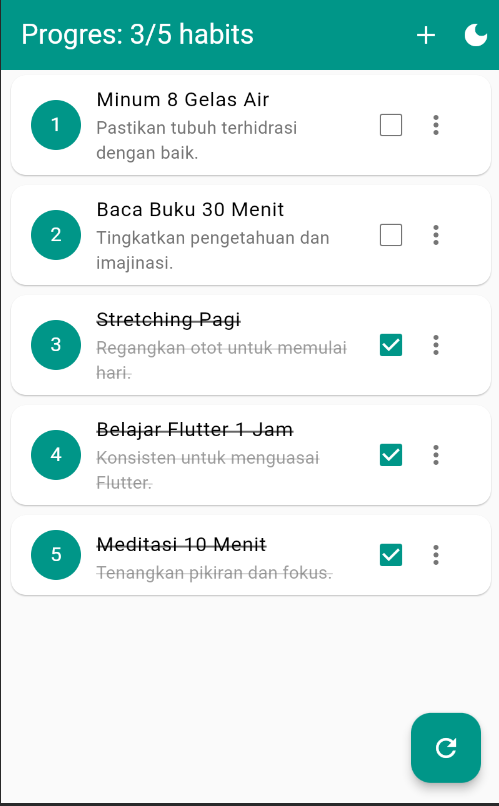 Progres: 3/5 habits
1
Minum 8 Gelas Air
Pastikan tubuh terhidrasi
dengan baik.
2
Baca Buku 30 Menit
Tingkatkan pengetahuan dan
imajinasi.
3
Stretching Pagi
Regangkan otot untuk memulai
hari.
4
Belajar Flutter 1 Jam
Konsisten untuk menguasai
Flutter.
5
Meditasi 10 Menit
Tenangkan pikiran dan fokus.